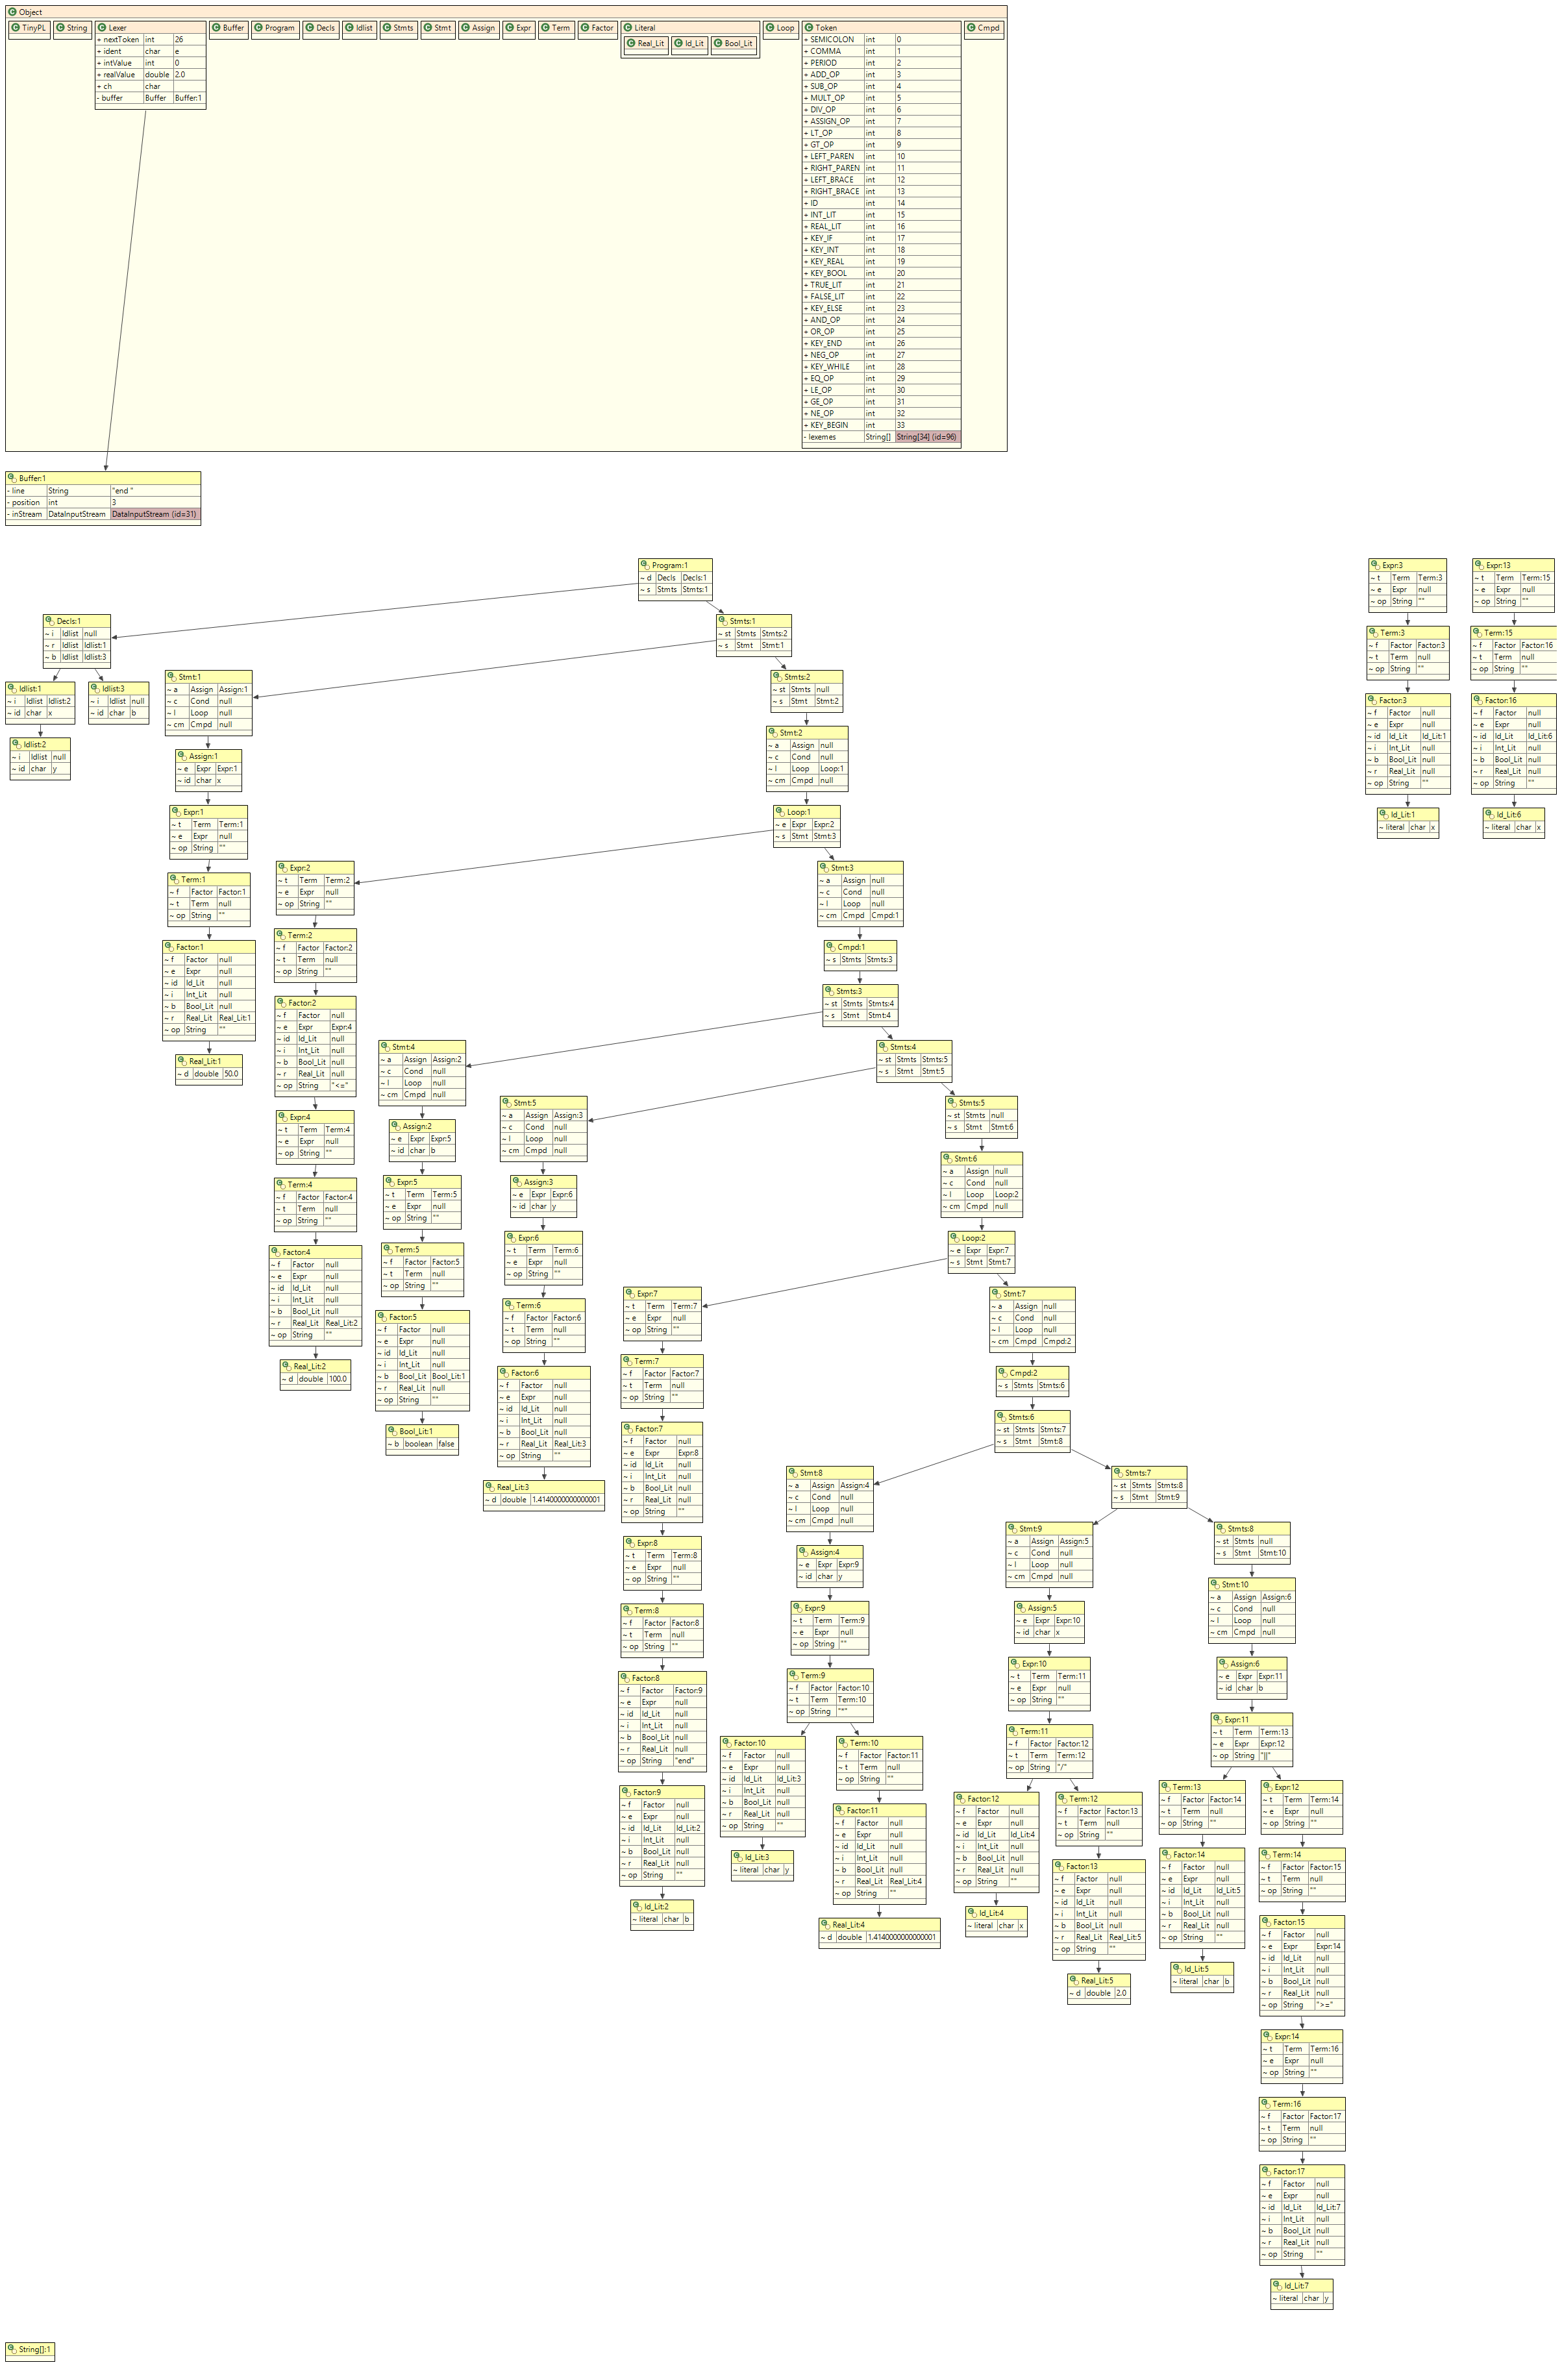 Object
TinyPL
String
Lexer
+ nextToken int 26
+ ident char e
+ intValue int 0
+ realValue double 2.0
+ ch char
- buffer Buffer Buffer:1
Buffer
Program
Decls
Idlist
Stmts
Stmt
Assign
Expr
Term
Factor
Literal
Real_Lit
Id_Lit
Bool_Lit
Loop
Token
+ SEMICOLON int 0
+ COMMA int 1
+ PERIOD int 2
+ ADD_OP int 3
+ SUB_OP int 4
+ MULT_OP int 5
+ DIV_OP int 6
+ ASSIGN_OP int 7
+ LT_OP int 8
+ GT_OP int 9
+ LEFT_PAREN int 10
+ RIGHT_PAREN int 11
+ LEFT_BRACE int 12
+ RIGHT_BRACE int 13
+ ID int 14
+ INT_LIT int 15
+ REAL_LIT int 16
+ KEY_IF int 17
+ KEY_INT int 18
+ KEY_REAL int 19
+ KEY_BOOL int 20
+ TRUE_LIT int 21
+ FALSE_LIT int 22
+ KEY_ELSE int 23
+ AND_OP int 24
+ OR_OP int 25
+ KEY_END int 26
+ NEG_OP int 27
+ KEY_WHILE int 28
+ EQ_OP int 29
+ LE_OP int 30
+ GE_OP int 31
+ NE_OP int 32
+ KEY_BEGIN int 33
- lexemes String[] String[34] (id=96)
Cmpd
Buffer:1
- line String "end "
- position int 3
- inStream DataInputStream DataInputStream (id=31)
Program:1
~ d Decls Decls:1
~ s Stmts Stmts:1
Decls:1
~ i Idlist null
~ r Idlist Idlist:1
~ b Idlist Idlist:3
Idlist:1
~ i Idlist Idlist:2
~ id char x
Idlist:3
~ i Idlist null
~ id char b
Idlist:2
~ i Idlist null
~ id char y
Stmts:1
~ st Stmts Stmts:2
~ s Stmt Stmt:1
Stmt:1
~ a Assign Assign:1
~ c Cond null
~ l Loop null
~ cm Cmpd null
Assign:1
~ e Expr Expr:1
~ id char x
Expr:1
~ t Term Term:1
~ e Expr null
~ op String ""
Term:1
~ f Factor Factor:1
~ t Term null
~ op String ""
Factor:1
~ f Factor null
~ e Expr null
~ id Id_Lit null
~ i Int_Lit null
~ b Bool_Lit null
~ r Real_Lit Real_Lit:1
~ op String ""
Real_Lit:1
~ d double 50.0
Stmts:2
~ st Stmts null
~ s Stmt Stmt:2
Stmt:2
~ a Assign null
~ c Cond null
~ l Loop Loop:1
~ cm Cmpd null
Loop:1
~ e Expr Expr:2
~ s Stmt Stmt:3
Expr:2
~ t Term Term:2
~ e Expr null
~ op String ""
Term:2
~ f Factor Factor:2
~ t Term null
~ op String ""
Factor:2
~ f Factor null
~ e Expr Expr:4
~ id Id_Lit null
~ i Int_Lit null
~ b Bool_Lit null
~ r Real_Lit null
~ op String "<="
Expr:4
~ t Term Term:4
~ e Expr null
~ op String ""
Term:4
~ f Factor Factor:4
~ t Term null
~ op String ""
Factor:4
~ f Factor null
~ e Expr null
~ id Id_Lit null
~ i Int_Lit null
~ b Bool_Lit null
~ r Real_Lit Real_Lit:2
~ op String ""
Real_Lit:2
~ d double 100.0
Stmt:3
~ a Assign null
~ c Cond null
~ l Loop null
~ cm Cmpd Cmpd:1
Cmpd:1
~ s Stmts Stmts:3
Stmts:3
~ st Stmts Stmts:4
~ s Stmt Stmt:4
Stmt:4
~ a Assign Assign:2
~ c Cond null
~ l Loop null
~ cm Cmpd null
Assign:2
~ e Expr Expr:5
~ id char b
Expr:5
~ t Term Term:5
~ e Expr null
~ op String ""
Term:5
~ f Factor Factor:5
~ t Term null
~ op String ""
Factor:5
~ f Factor null
~ e Expr null
~ id Id_Lit null
~ i Int_Lit null
~ b Bool_Lit Bool_Lit:1
~ r Real_Lit null
~ op String ""
Bool_Lit:1
~ b boolean false
Stmts:4
~ st Stmts Stmts:5
~ s Stmt Stmt:5
Stmt:5
~ a Assign Assign:3
~ c Cond null
~ l Loop null
~ cm Cmpd null
Assign:3
~ e Expr Expr:6
~ id char y
Expr:6
~ t Term Term:6
~ e Expr null
~ op String ""
Term:6
~ f Factor Factor:6
~ t Term null
~ op String ""
Factor:6
~ f Factor null
~ e Expr null
~ id Id_Lit null
~ i Int_Lit null
~ b Bool_Lit null
~ r Real_Lit Real_Lit:3
~ op String ""
Real_Lit:3
~ d double 1.4140000000000001
Stmts:5
~ st Stmts null
~ s Stmt Stmt:6
Stmt:6
~ a Assign null
~ c Cond null
~ l Loop Loop:2
~ cm Cmpd null
Loop:2
~ e Expr Expr:7
~ s Stmt Stmt:7
Expr:7
~ t Term Term:7
~ e Expr null
~ op String ""
Term:7
~ f Factor Factor:7
~ t Term null
~ op String ""
Factor:7
~ f Factor null
~ e Expr Expr:8
~ id Id_Lit null
~ i Int_Lit null
~ b Bool_Lit null
~ r Real_Lit null
~ op String ""
Expr:8
~ t Term Term:8
~ e Expr null
~ op String ""
Term:8
~ f Factor Factor:8
~ t Term null
~ op String ""
Factor:8
~ f Factor Factor:9
~ e Expr null
~ id Id_Lit null
~ i Int_Lit null
~ b Bool_Lit null
~ r Real_Lit null
~ op String "end"
Factor:9
~ f Factor null
~ e Expr null
~ id Id_Lit Id_Lit:2
~ i Int_Lit null
~ b Bool_Lit null
~ r Real_Lit null
~ op String ""
Id_Lit:2
~ literal char b
Stmt:7
~ a Assign null
~ c Cond null
~ l Loop null
~ cm Cmpd Cmpd:2
Cmpd:2
~ s Stmts Stmts:6
Stmts:6
~ st Stmts Stmts:7
~ s Stmt Stmt:8
Stmt:8
~ a Assign Assign:4
~ c Cond null
~ l Loop null
~ cm Cmpd null
Assign:4
~ e Expr Expr:9
~ id char y
Expr:9
~ t Term Term:9
~ e Expr null
~ op String ""
Term:9
~ f Factor Factor:10
~ t Term Term:10
~ op String "*"
Factor:10
~ f Factor null
~ e Expr null
~ id Id_Lit Id_Lit:3
~ i Int_Lit null
~ b Bool_Lit null
~ r Real_Lit null
~ op String ""
Id_Lit:3
~ literal char y
Term:10
~ f Factor Factor:11
~ t Term null
~ op String ""
Factor:11
~ f Factor null
~ e Expr null
~ id Id_Lit null
~ i Int_Lit null
~ b Bool_Lit null
~ r Real_Lit Real_Lit:4
~ op String ""
Real_Lit:4
~ d double 1.4140000000000001
Stmts:7
~ st Stmts Stmts:8
~ s Stmt Stmt:9
Stmt:9
~ a Assign Assign:5
~ c Cond null
~ l Loop null
~ cm Cmpd null
Assign:5
~ e Expr Expr:10
~ id char x
Expr:10
~ t Term Term:11
~ e Expr null
~ op String ""
Term:11
~ f Factor Factor:12
~ t Term Term:12
~ op String "/"
Factor:12
~ f Factor null
~ e Expr null
~ id Id_Lit Id_Lit:4
~ i Int_Lit null
~ b Bool_Lit null
~ r Real_Lit null
~ op String ""
Id_Lit:4
~ literal char x
Term:12
~ f Factor Factor:13
~ t Term null
~ op String ""
Factor:13
~ f Factor null
~ e Expr null
~ id Id_Lit null
~ i Int_Lit null
~ b Bool_Lit null
~ r Real_Lit Real_Lit:5
~ op String ""
Real_Lit:5
~ d double 2.0
Stmts:8
~ st Stmts null
~ s Stmt Stmt:10
Stmt:10
~ a Assign Assign:6
~ c Cond null
~ l Loop null
~ cm Cmpd null
Assign:6
~ e Expr Expr:11
~ id char b
Expr:11
~ t Term Term:13
~ e Expr Expr:12
~ op String "||"
Term:13
~ f Factor Factor:14
~ t Term null
~ op String ""
Factor:14
~ f Factor null
~ e Expr null
~ id Id_Lit Id_Lit:5
~ i Int_Lit null
~ b Bool_Lit null
~ r Real_Lit null
~ op String ""
Id_Lit:5
~ literal char b
Expr:12
~ t Term Term:14
~ e Expr null
~ op String ""
Term:14
~ f Factor Factor:15
~ t Term null
~ op String ""
Factor:15
~ f Factor null
~ e Expr Expr:14
~ id Id_Lit null
~ i Int_Lit null
~ b Bool_Lit null
~ r Real_Lit null
~ op String ">="
Expr:14
~ t Term Term:16
~ e Expr null
~ op String ""
Term:16
~ f Factor Factor:17
~ t Term null
~ op String ""
Factor:17
~ f Factor null
~ e Expr null
~ id Id_Lit Id_Lit:7
~ i Int_Lit null
~ b Bool_Lit null
~ r Real_Lit null
~ op String ""
Id_Lit:7
~ literal char y
Expr:3
~ t Term Term:3
~ e Expr null
~ op String ""
Term:3
~ f Factor Factor:3
~ t Term null
~ op String ""
Factor:3
~ f Factor null
~ e Expr null
~ id Id_Lit Id_Lit:1
~ i Int_Lit null
~ b Bool_Lit null
~ r Real_Lit null
~ op String ""
Id_Lit:1
~ literal char x
Expr:13
~ t Term Term:15
~ e Expr null
~ op String ""
Term:15
~ f Factor Factor:16
~ t Term null
~ op String ""
Factor:16
~ f Factor null
~ e Expr null
~ id Id_Lit Id_Lit:6
~ i Int_Lit null
~ b Bool_Lit null
~ r Real_Lit null
~ op String ""
Id_Lit:6
~ literal char x
String[]:1